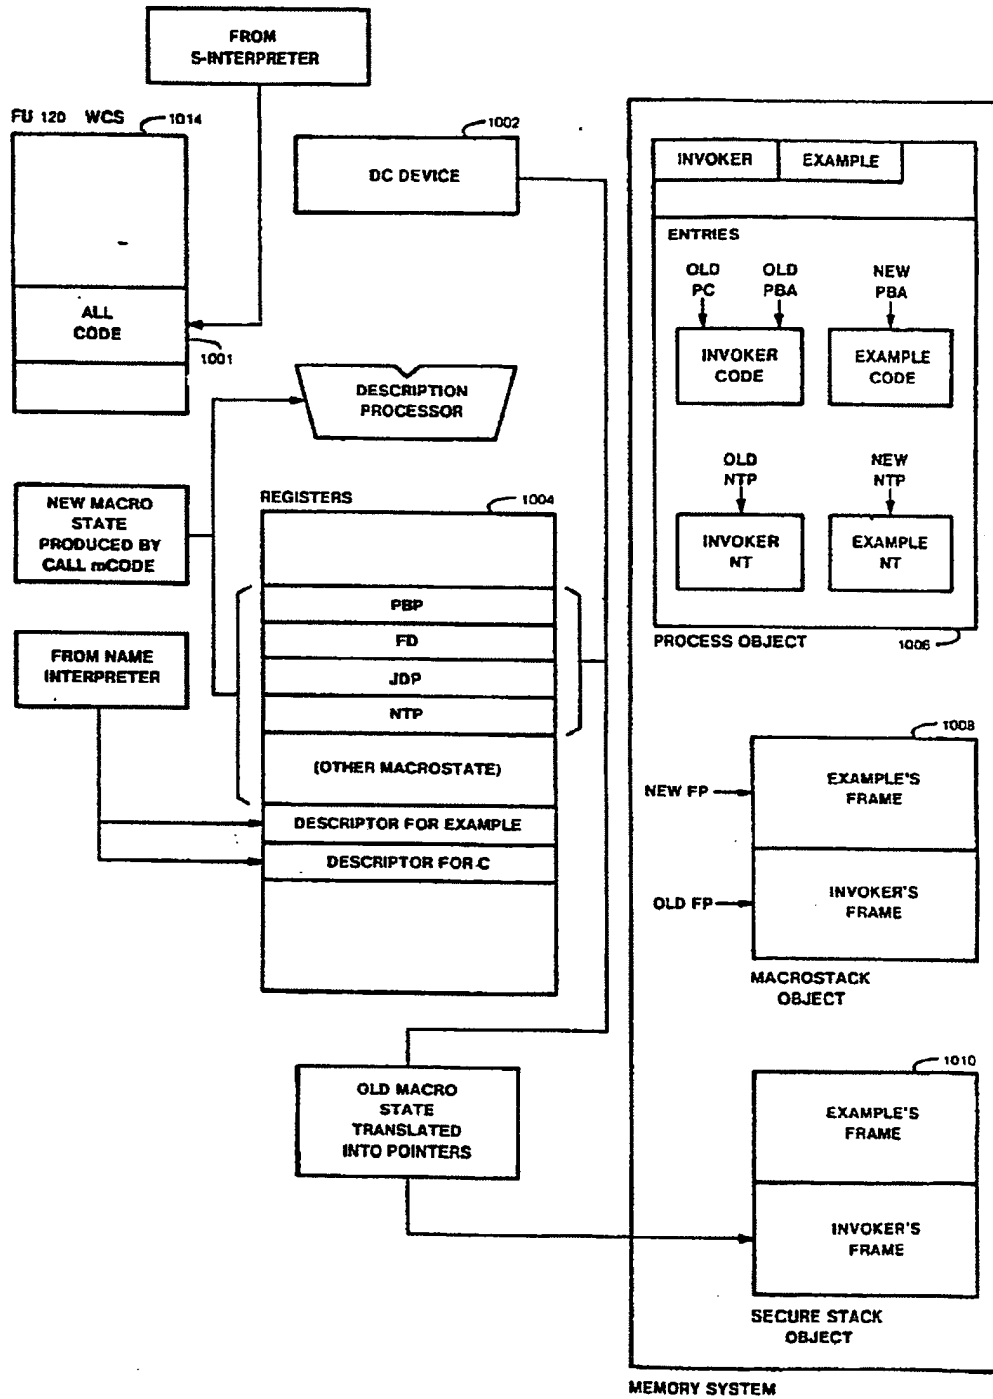 FROM
S-INTERPRETER
FU 120 WCS
1014
ALL
CODE
1001
1002
DC DEVICE
DESCRIPTION
PROCESSOR
NEW MACRO
STATE
PRODUCED BY
CALL mCODE
FROM NAME
INTERPRETER
REGISTERS
1004
PBP
FD
JDP
NTP
(OTHER MACROSTATE)
DESCRIPTOR FOR EXAMPLE
DESCRIPTOR FOR C
OLD MACRO
STATE
TRANSLATED
INTO POINTERS
INVOKER
EXAMPLE
ENTRIES
OLD
PC
OLD
PBA
NEW
PBA
INVOKER
CODE
EXAMPLE
CODE
OLD
NTP
NEW
NTP
INVOKER
NT
EXAMPLE
NT
PROCESS OBJECT
1006
1008
NEW FP
EXAMPLE'S
FRAME
OLD FP
INVOKER'S
FRAME
MACROSTACK
OBJECT
1010
EXAMPLE'S
FRAME
INVOKER'S
FRAME
SECURE STACK
OBJECT
MEMORY SYSTEM